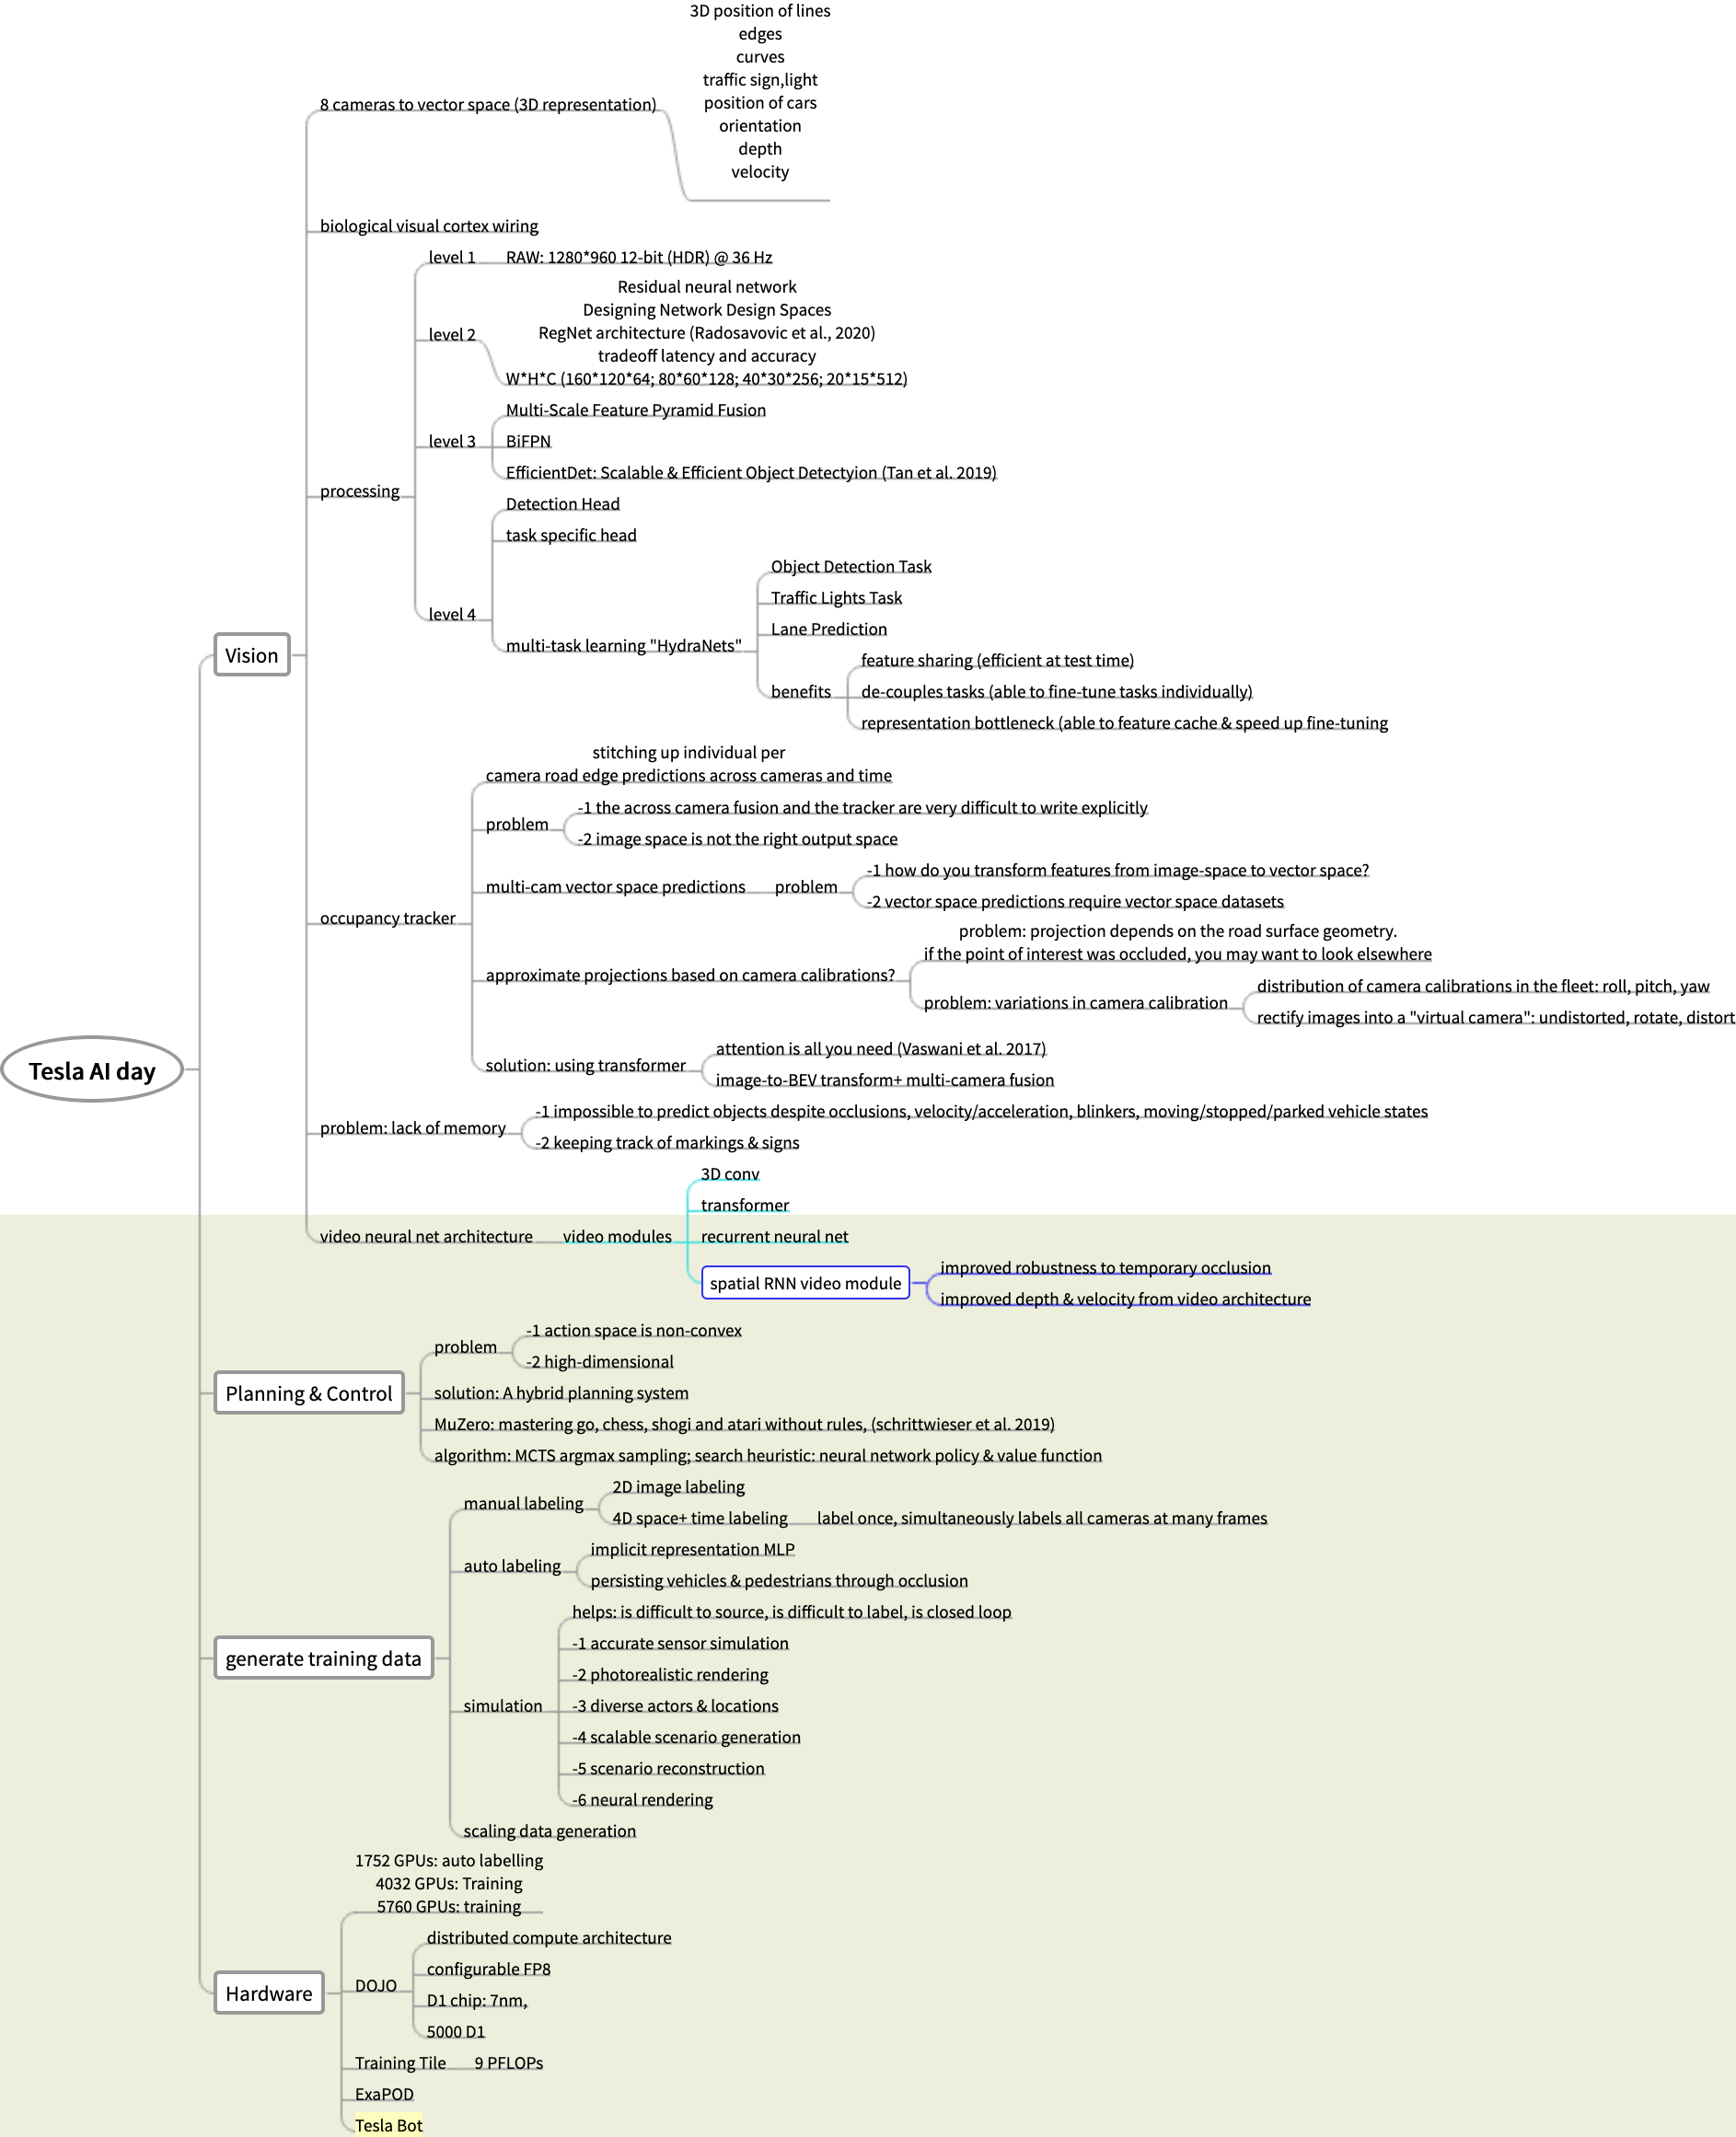 Tesla AI day
Vision
8 cameras to vector space (3D representation)
3D position of lines
edges
curves
traffic sign,light
position of cars
orientation
depth
velocity
biological visual cortex wiring
processing
level 1
RAW: 1280*960 12-bit (HDR) @ 36 Hz
level 2
Residual neural network
Designing Network Design Spaces
RegNet architecture (Radosavovic et al., 2020)
tradeoff latency and accuracy
W*H*C (160*120*64; 80*60*128; 40*30*256; 20*15*512)
level 3
Multi-Scale Feature Pyramid Fusion
BiFPN
EfficientDet: Scalable & Efficient Object Detectyion (Tan et al. 2019)
level 4
Detection Head
task specific head
multi-task learning "HydraNets"
Object Detection Task
Traffic Lights Task
Lane Prediction
benefits
feature sharing (efficient at test time)
de-couples tasks (able to fine-tune tasks individually)
representation bottleneck (able to feature cache & speed up fine-tuning
occupancy tracker
stitching up individual per
camera road edge predictions across cameras and time
problem
-1 the across camera fusion and the tracker are very difficult to write explicitly
-2 image space is not the right output space
multi-cam vector space predictions
problem
-1 how do you transform features from image-space to vector space?
-2 vector space predictions require vector space datasets
approximate projections based on camera calibrations?
problem: projection depends on the road surface geometry.
if the point of interest was occluded, you may want to look elsewhere
problem: variations in camera calibration
distribution of camera calibrations in the fleet: roll, pitch, yaw
rectify images into a "virtual camera": undistorted, rotate, distort
solution: using transformer
attention is all you need (Vaswani et al. 2017)
image-to-BEV transform+ multi-camera fusion
problem: lack of memory
-1 impossible to predict objects despite occlusions, velocity/acceleration, blinkers, moving/stopped/parked vehicle states
-2 keeping track of markings & signs
video neural net architecture
video modules
3D conv
transformer
recurrent neural net
spatial RNN video module
improved robustness to temporary occlusion
improved depth & velocity from video architecture
Planning & Control
problem
-1 action space is non-convex
-2 high-dimensional
solution: A hybrid planning system
MuZero: mastering go, chess, shogi and atari without rules, (schrittwieser et al. 2019)
algorithm: MCTS argmax sampling; search heuristic: neural network policy & value function
generate training data
manual labeling
2D image labeling
4D space+ time labeling
label once, simultaneously labels all cameras at many frames
auto labeling
implicit representation MLP
persisting vehicles & pedestrians through occlusion
simulation
helps: is difficult to source, is difficult to label, is closed loop
-1 accurate sensor simulation
-2 photorealistic rendering
-3 diverse actors & locations
-4 scalable scenario generation
-5 scenario reconstruction
-6 neural rendering
scaling data generation
Hardware
1752 GPUs: auto labelling
4032 GPUs: Training
5760 GPUs: training
DOJO
distributed compute architecture
configurable FP8
D1 chip: 7nm,
5000 D1
Training Tile
9 PFLOPs
ExaPOD
Tesla Bot